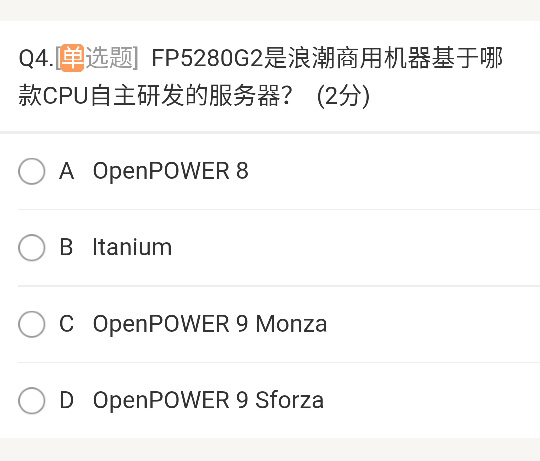 Q4.[单选题] FP5280G2是浪潮商用机器基于哪
款CPU自主研发的服务器？ (2分)
A OpenPOWER 8
B Itanium
C OpenPOWER 9 Monza
D OpenPOWER 9 Sforza